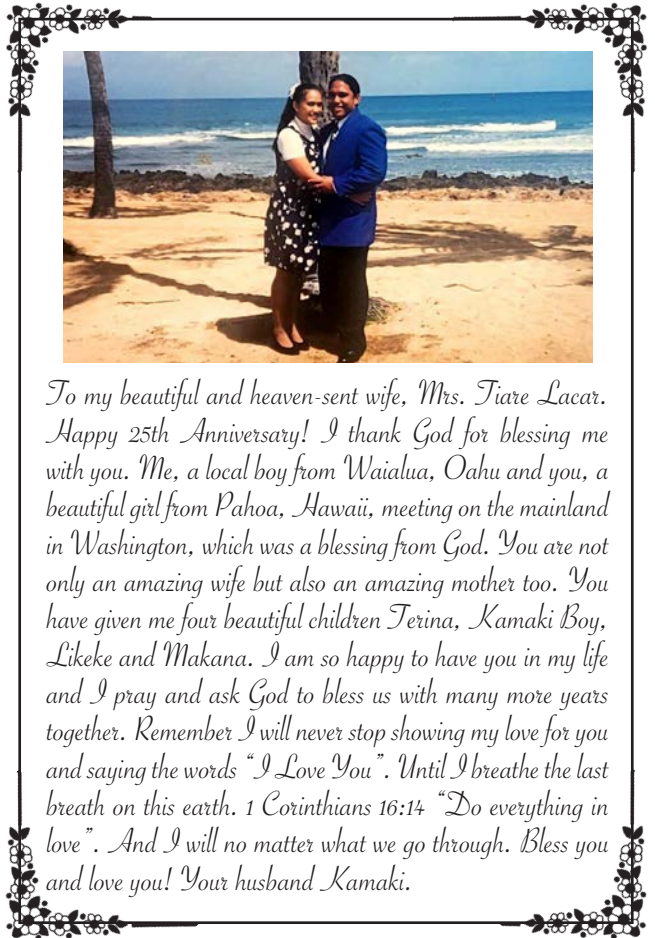 To my beautiful and heaven-sent wife, Mrs. Tiare Lacar.
Happy 25th Anniversary! I thank God for blessing me
with you. Me, a local boy from Waialua, Oahu and you, a
beautiful girl from Pahoa, Hawaii, meeting on the mainland
in Washington, which was a blessing from God. You are not
only an amazing wife but also an amazing mother too. You
have given me four beautiful children Terina, Kamaki Boy,
Likeke and Makana. I am so happy to have you in my life
and I pray and ask God to bless us with many more years
together. Remember I will never stop showing my love for you
and saying the words “I Love You”. Until I breathe the last
breath on this earth. 1 Corinthians 16:14 “Do everything in
love”. And I will no matter what we go through. Bless you
and love you! Your husband Kamaki.